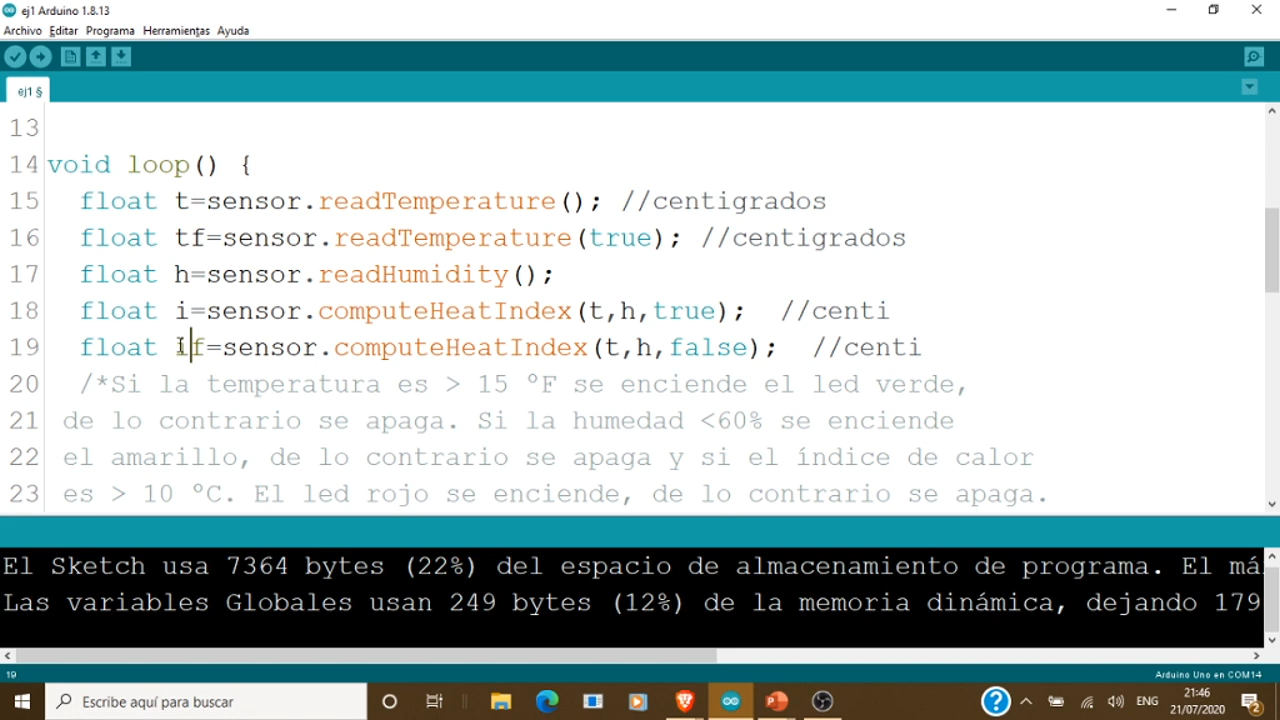 ej1 Arduino 1.8.13
Archivo Editar Programa Herramientas Ayuda
ej1 §
13
14 void loop() {
15 float t=sensor.readTemperature(); //centigrados
16 float tf=sensor.readTemperature(true); //centigrados
17 float h=sensor.readHumidity();
18 float i=sensor.computeHeatIndex(t,h,true); //centi
19 float if=sensor.computeHeatIndex(t,h,false); //centi
20 /*Si la temperatura es > 15 ºF se enciende el led verde,
21 de lo contrario se apaga. Si la humedad <60% se enciende
22 el amarillo, de lo contrario se apaga y si el índice de calor
23 es > 10 ºC. El led rojo se enciende, de lo contrario se apaga.
El Sketch usa 7364 bytes (22%) del espacio de almacenamiento de programa. El má
Las variables Globales usan 249 bytes (12%) de la memoria dinámica, dejando 179
19 Arduino Uno en COM14
Escribe aquí para buscar
ENG
21:46
21/07/2020
2